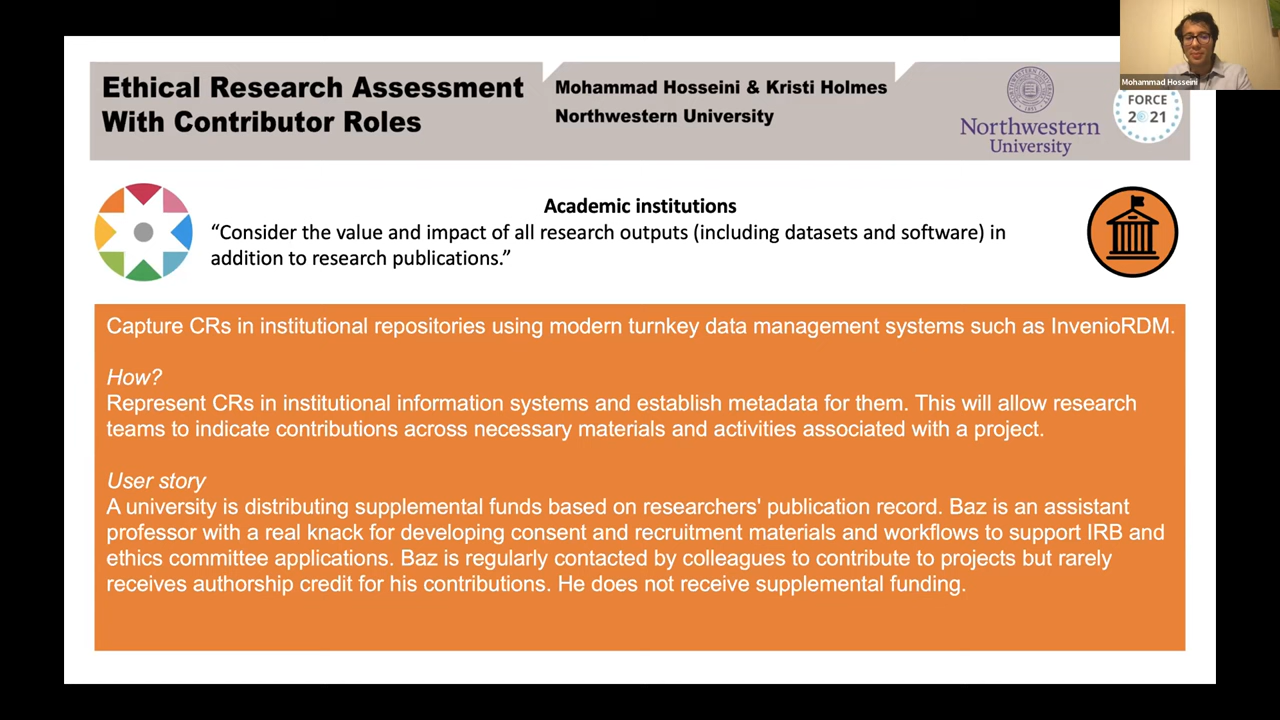 Mohammad Hosseini
Ethical Research Assessment
With Contributor Roles
Mohammad Hosseini & Kristi Holmes
Northwestern University
Northwestern
University
FORCE
2021
Academic institutions
“Consider the value and impact of all research outputs (including datasets and software) in
addition to research publications.”
Capture CRs in institutional repositories using modern turnkey data management systems such as InvenioRDM.
How?
Represent CRs in institutional information systems and establish metadata for them. This will allow research
teams to indicate contributions across necessary materials and activities associated with a project.
User story
A university is distributing supplemental funds based on researchers' publication record. Baz is an assistant
professor with a real knack for developing consent and recruitment materials and workflows to support IRB and
ethics committee applications. Baz is regularly contacted by colleagues to contribute to projects but rarely
receives authorship credit for his contributions. He does not receive supplemental funding.